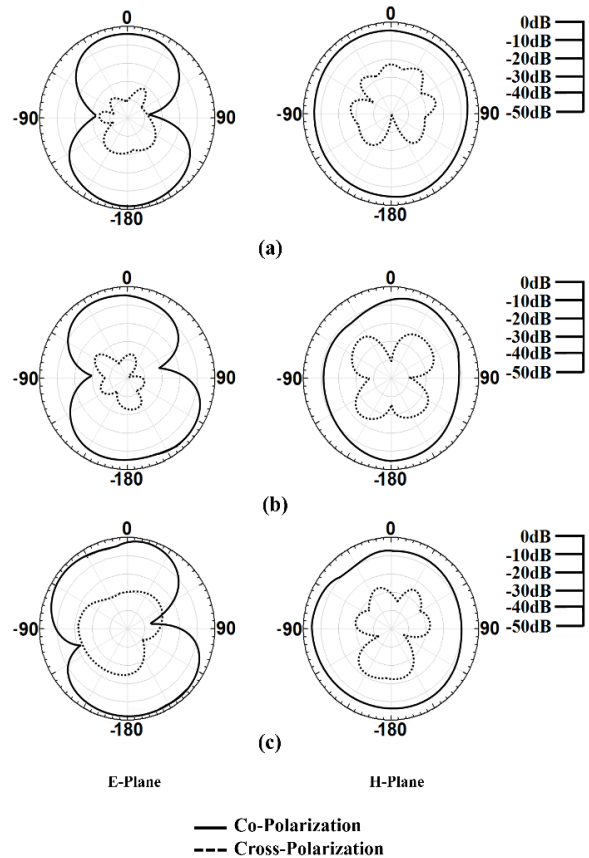 0 0
-90 -90 90
-180 -180
0dB
-10dB
-20dB
-30dB
-40dB
-50dB
(a)
0 0
-90 90 -90 90
-180 -180
0dB
-10dB
-20dB
-30dB
-40dB
-50dB
(b)
0 0
-90 90 -90 90
-180 -180
0dB
-10dB
-20dB
-30dB
-40dB
-50dB
(c)
E-Plane H-Plane
Co-Polarization
Cross-Polarization